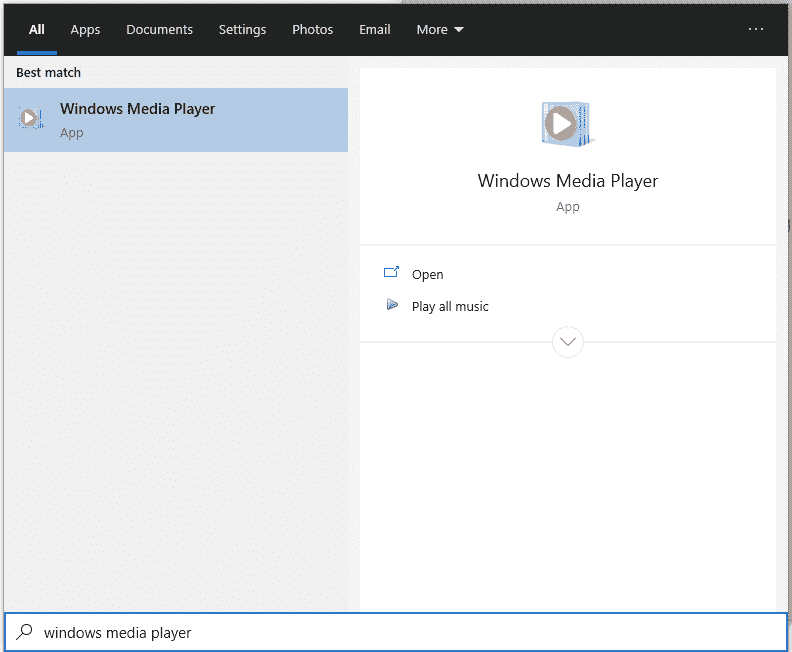 All Apps Documents Settings Photos Email More ...
Best match
Windows Media Player
App
Windows Media Player
App
Open
Play all music
windows media player